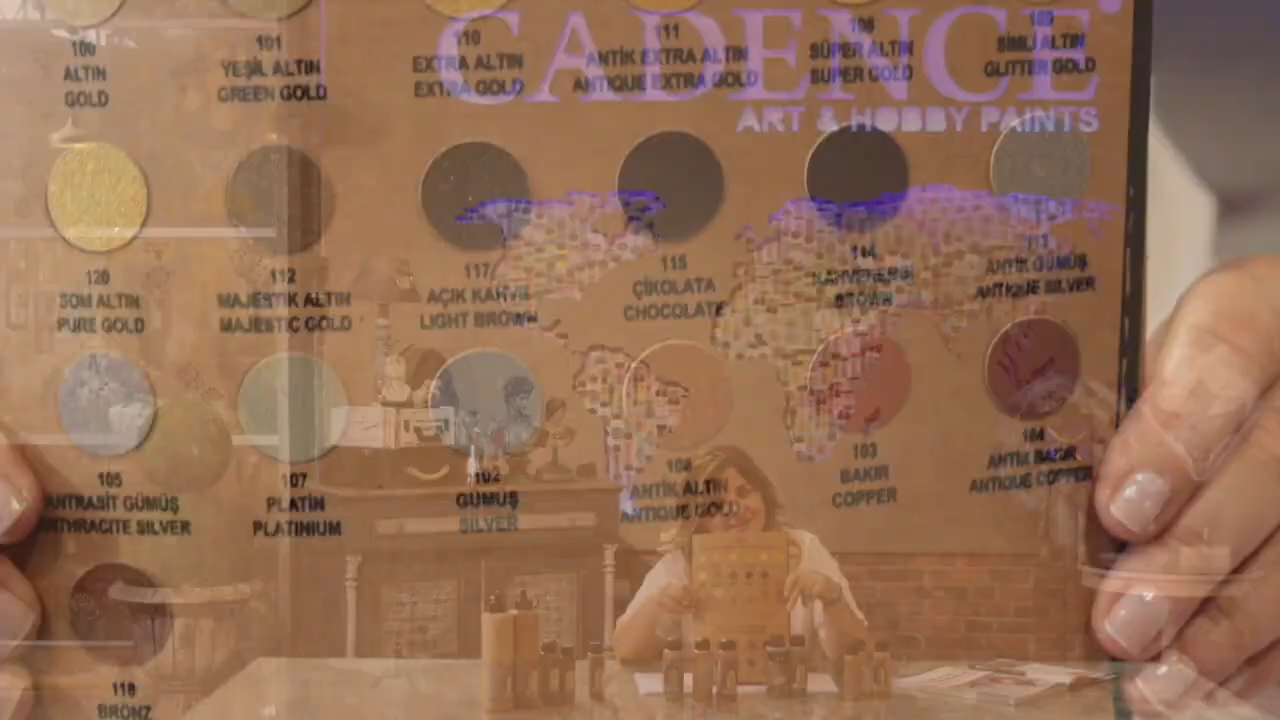 CADENCE
ART & HOBBY PAINTS
100
ALTIN
GOLD
101
YEŞİL ALTIN
GREEN GOLD
110
EXTRA ALTIN
EXTRA GOLD
111
ANTİK EXTRA ALTIN
ANTIQUE EXTRA GOLD
SÜPER ALTIN
SUPER GOLD
SİMLİ ALTIN
GLITTER GOLD
120
SOM ALTIN
PURE GOLD
112
MAJESTİK ALTIN
MAJESTIC GOLD
117
AÇIK KAHVE
LIGHT BROWN
115
ÇİKOLATA
CHOCOLATE
114
KAHVERENGİ
BROWN
113
ANTİK GÜMÜŞ
ANTIQUE SILVER
105
ANTRASİT GÜMÜŞ
ANTHRACITE SILVER
107
PLATİN
PLATINIUM
102
GÜMÜŞ
SILVER
ANTİK ALTIN
ANTIQUE GOLD
103
BAKIR
COPPER
104
ANTİK BAKIR
ANTIQUE COPPER
118
BRONZ